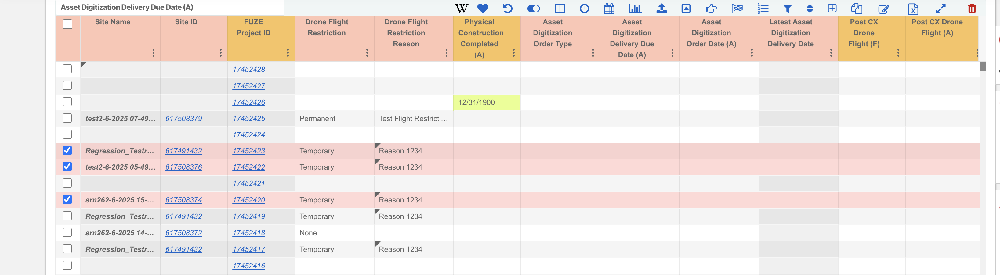 Asset Digitization Delivery Due Date (A)
W
Site Name
Site ID
FUZE Project ID
Drone Flight Restriction
Drone Flight Restriction Reason
Physical Construction Completed (A)
Asset Digitization Order Type
Asset Digitization Delivery Due Date (A)
Asset Digitization Order Date (A)
Latest Asset Digitization Delivery Date
Post CX Drone Flight (F)
Post CX Drone Flight (A)
17452428
17452427
17452426 12/31/1900
test2-6-2025 07-49... 617508379 17452425 Permanent Test Flight Restricti...
17452424
Regression_Testr... 617491432 17452423 Temporary Reason 1234
test2-6-2025 05-49... 617508376 17452422 Temporary Reason 1234
17452421
srn262-6-2025 15-... 617508374 17452420 Temporary Reason 1234
Regression_Testr... 617491432 17452419 Temporary Reason 1234
srn262-6-2025 14-... 617508372 17452418 None
Regression_Testr... 617491432 17452417 Temporary Reason 1234
17452416